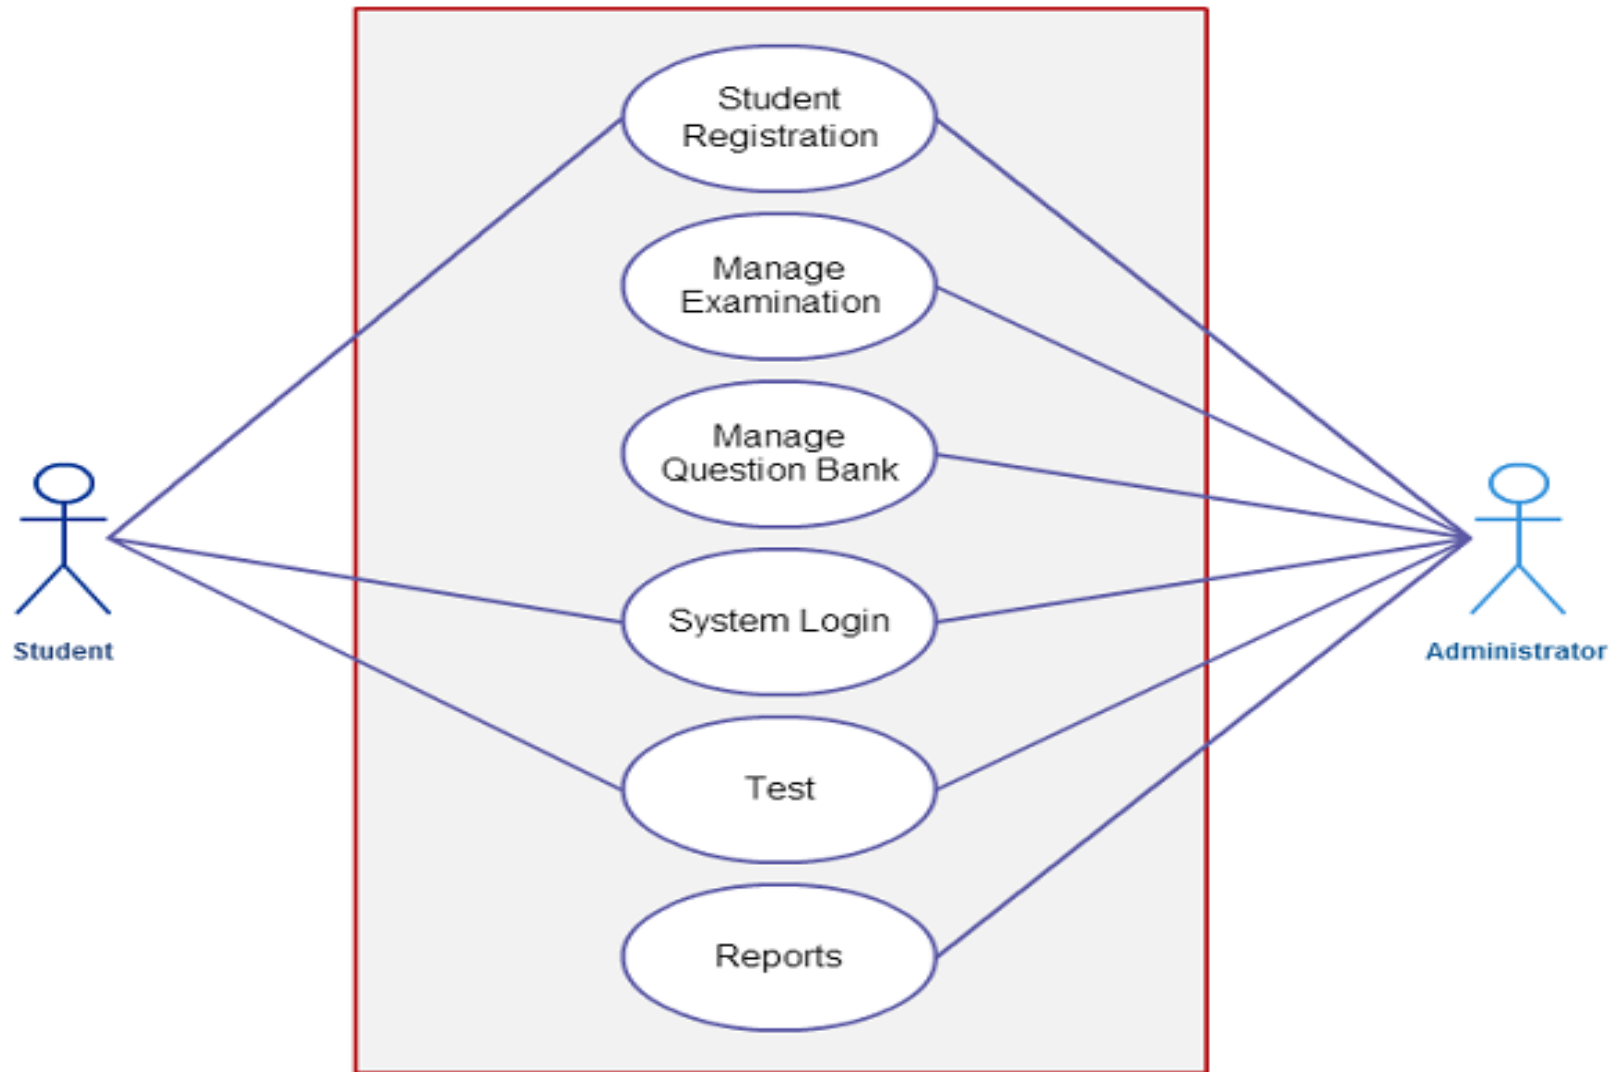 Student
Registration
Manage
Examination
Manage
Question Bank
System Login
Test
Reports
Student
Administrator